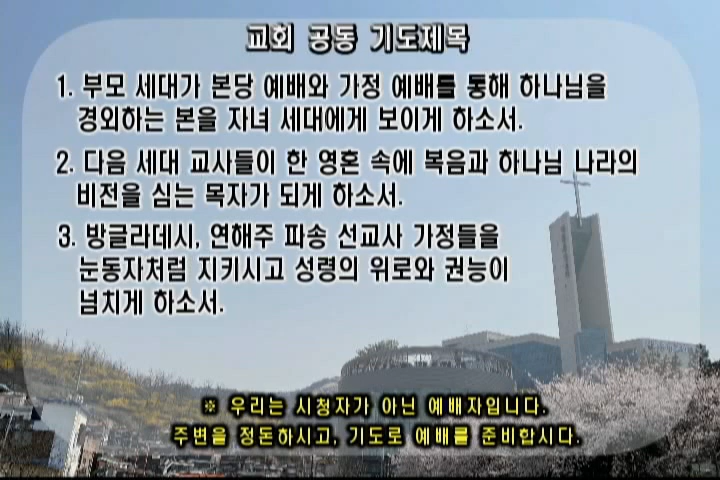 교회 공동 기도제목
1. 부모 세대가 본당 예배와 가정 예배를 통해 하나님을
경외하는 본을 자녀 세대에게 보이게 하소서.
2. 다음 세대 교사들이 한 영혼 속에 복음과 하나님 나라의
비전을 심는 목자가 되게 하소서.
3. 방글라데시, 연해주 파송 선교사 가정들을
눈동자처럼 지키시고 성령의 위로와 권능이
넘치게 하소서.
※ 우리는 시청자가 아닌 예배자입니다.
주변을 정돈하시고, 기도로 예배를 준비합시다.